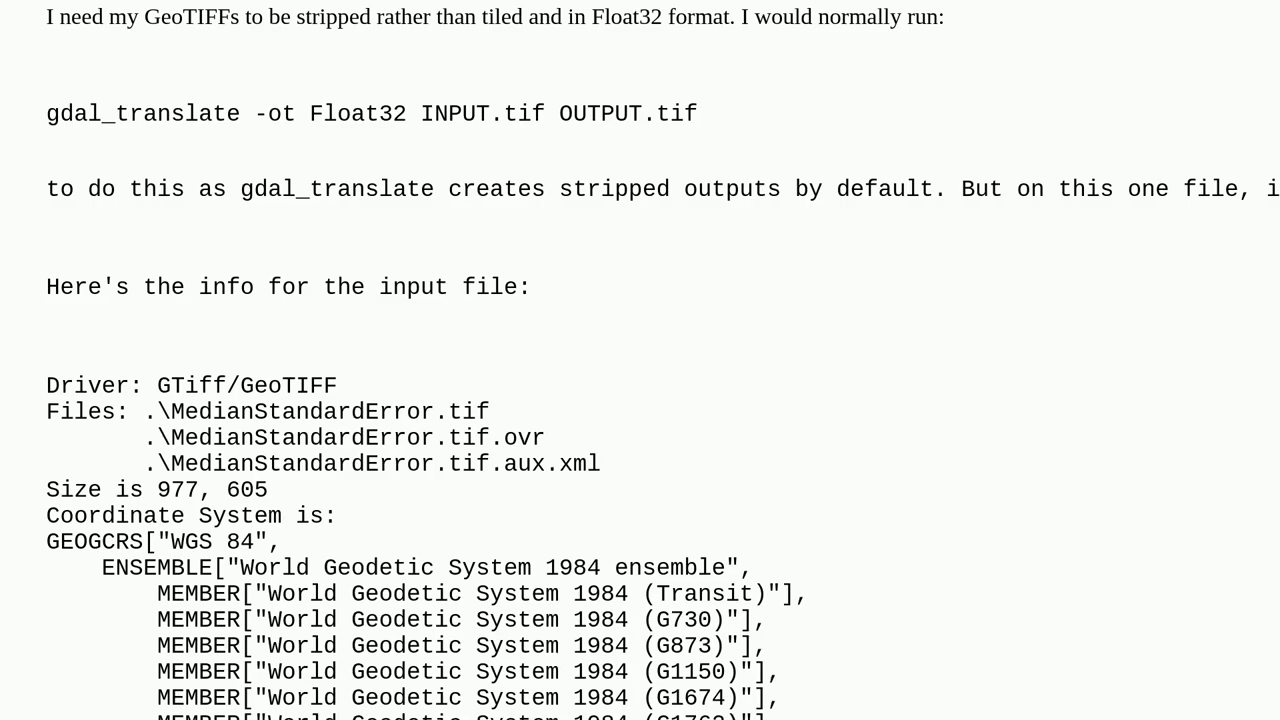 I need my GeoTIFFs to be stripped rather than tiled and in Float32 format. I would normally run:
gdal_translate -ot Float32 INPUT.tif OUTPUT.tif
to do this as gdal_translate creates stripped outputs by default. But on this one file,
Here's the info for the input file:
Driver: GTiff/GeoTIFF
Files: .\MedianStandardError.tif
       .\MedianStandardError.tif.ovr
       .\MedianStandardError.tif.aux.xml
Size is 977, 605
Coordinate System is:
GEOGCRS["WGS 84",
    ENSEMBLE["World Geodetic System 1984 ensemble",
        MEMBER["World Geodetic System 1984 (Transit)"],
        MEMBER["World Geodetic System 1984 (G730)"],
        MEMBER["World Geodetic System 1984 (G873)"],
        MEMBER["World Geodetic System 1984 (G1150)"],
        MEMBER["World Geodetic System 1984 (G1674)"],